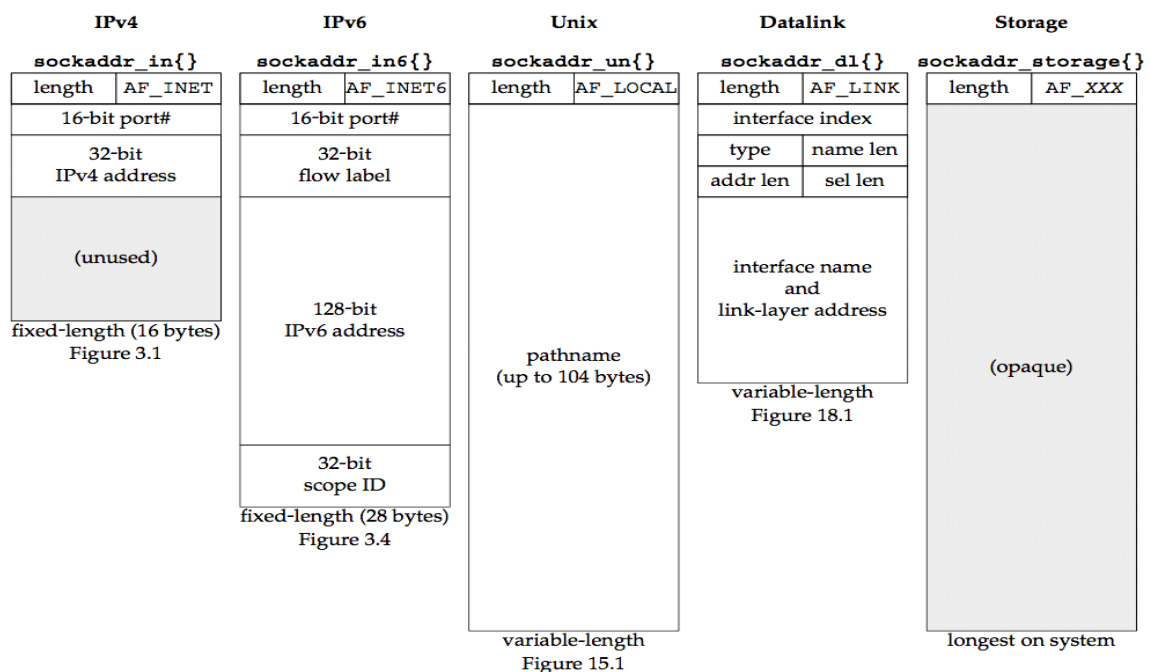 IPv4
sockaddr_in{}
length AF_INET
16-bit port#
32-bit
IPv4 address
(unused)
fixed-length (16 bytes)
Figure 3.1
IPv6
sockaddr_in6{}
length AF_INET6
16-bit port#
32-bit
flow label
128-bit
IPv6 address
32-bit
scope ID
fixed-length (28 bytes)
Figure 3.4
Unix
sockaddr_un{}
length AF_LOCAL
pathname
(up to 104 bytes)
variable-length
Figure 15.1
Datalink
sockaddr_dl{}
length AF_LINK
interface index
type name len
addr len sel len
interface name
and
link-layer address
variable-length
Figure 18.1
Storage
sockaddr_storage{}
length AF_XXX
(opaque)
longest on system